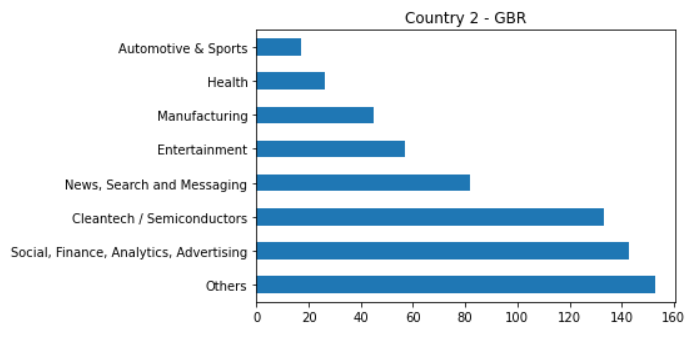 Country 2 - GBR
Automotive & Sports
Health
Manufacturing
Entertainment
News, Search and Messaging
Cleantech / Semiconductors
Social, Finance, Analytics, Advertising
Others
0 20 40 60 80 100 120 140 160